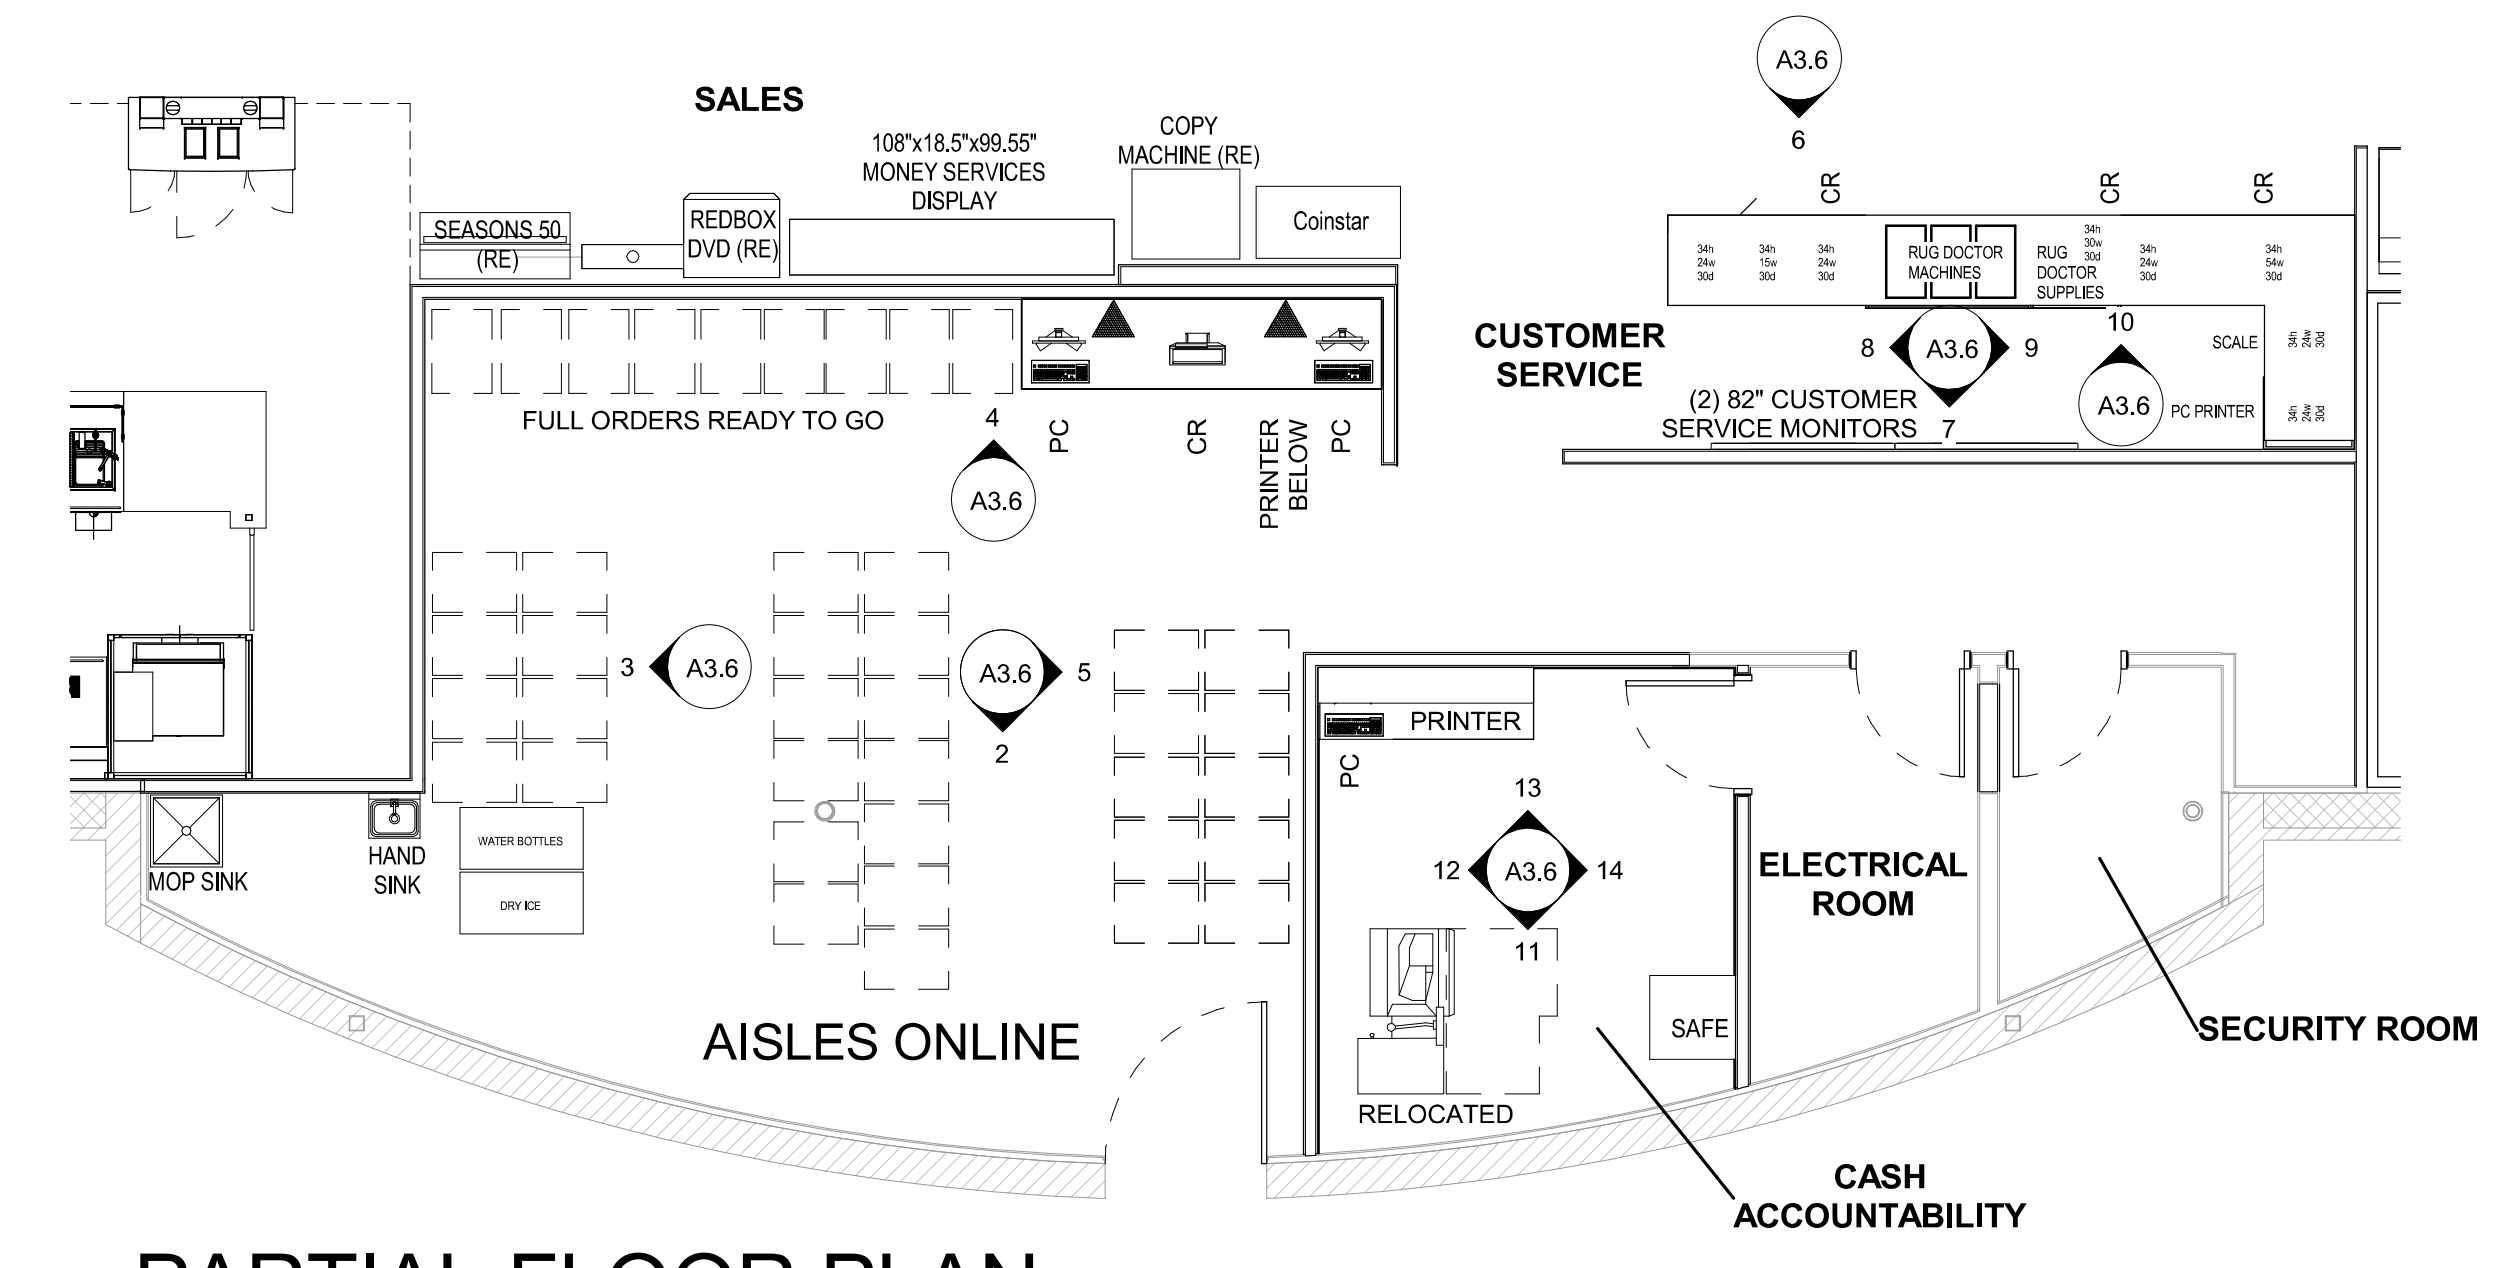 SALES
A3.6
6
108"x18.5"x99.55"
MONEY SERVICES
DISPLAY
COPY
MACHINE (RE)
SEASONS 50
(RE)
REDBOX
DVD (RE)
Coinstar
CR
CR
CR
34h
24w
30d
34h
15w
30d
34h
24w
30d
RUG DOCTOR
MACHINES
RUG
DOCTOR
SUPPLIES
34h
30w
30d
34h
24w
30d
34h
54w
30d
CUSTOMER
SERVICE
8
A3.6
9
10
A3.6
SCALE
34h
24w
30d
PC PRINTER
34h
24w
30d
(2) 82" CUSTOMER
SERVICE MONITORS
7
FULL ORDERS READY TO GO
4
A3.6
PC
CR
PRINTER
BELOW
PC
3
A3.6
A3.6
5
2
PRINTER
PC
13
12
A3.6
14
11
ELECTRICAL
ROOM
MOP SINK
HAND
SINK
WATER BOTTLES
DRY ICE
AISLES ONLINE
SAFE
RELOCATED
SECURITY ROOM
CASH
ACCOUNTABILITY
PARTIAL FLOOR PLAN